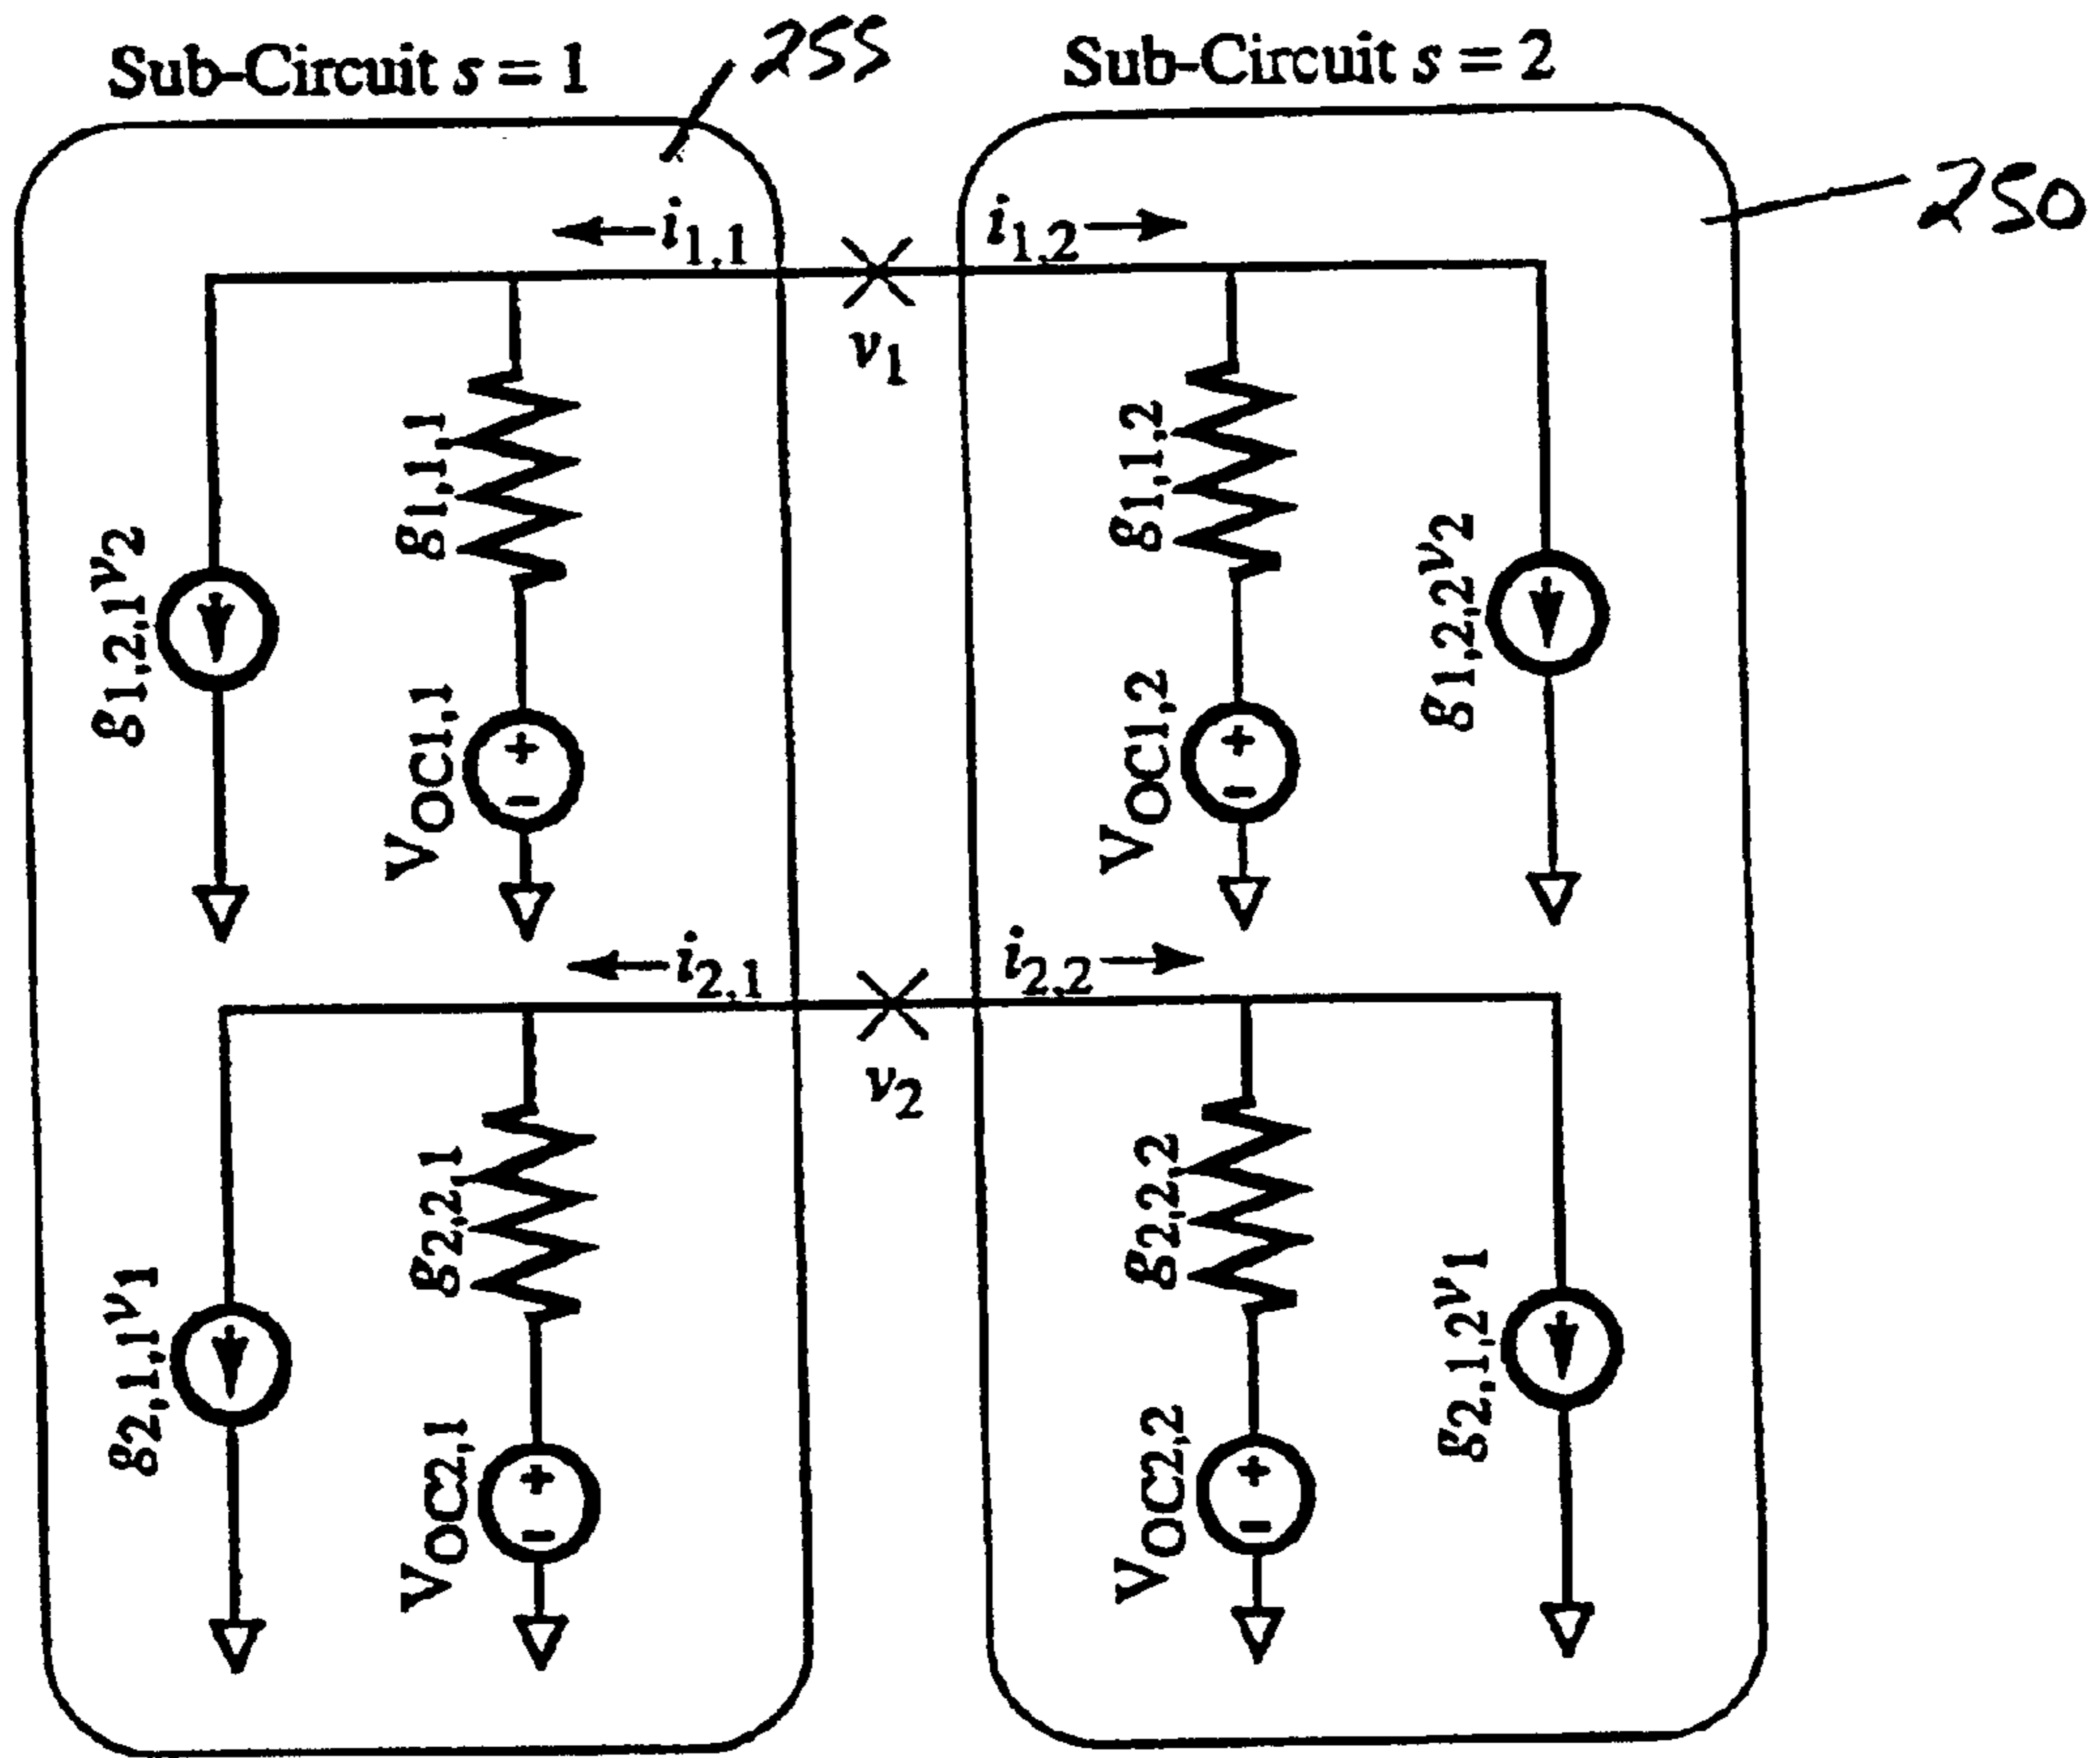 Sub-Circuit s = 1
255
Sub-Circuit s = 2
250
i1,1
i1,2
v1
g1,2,1v2
g1,1,1
VOC1,1
g1,1,2
VOC1,2
g1,2,2v2
i2,1
i2,2
v2
g2,1,1v1
g2,2,1
VOC2,1
g2,2,2
VOC2,2
g2,1,2v1
+
−
+
−
+
−
+
−